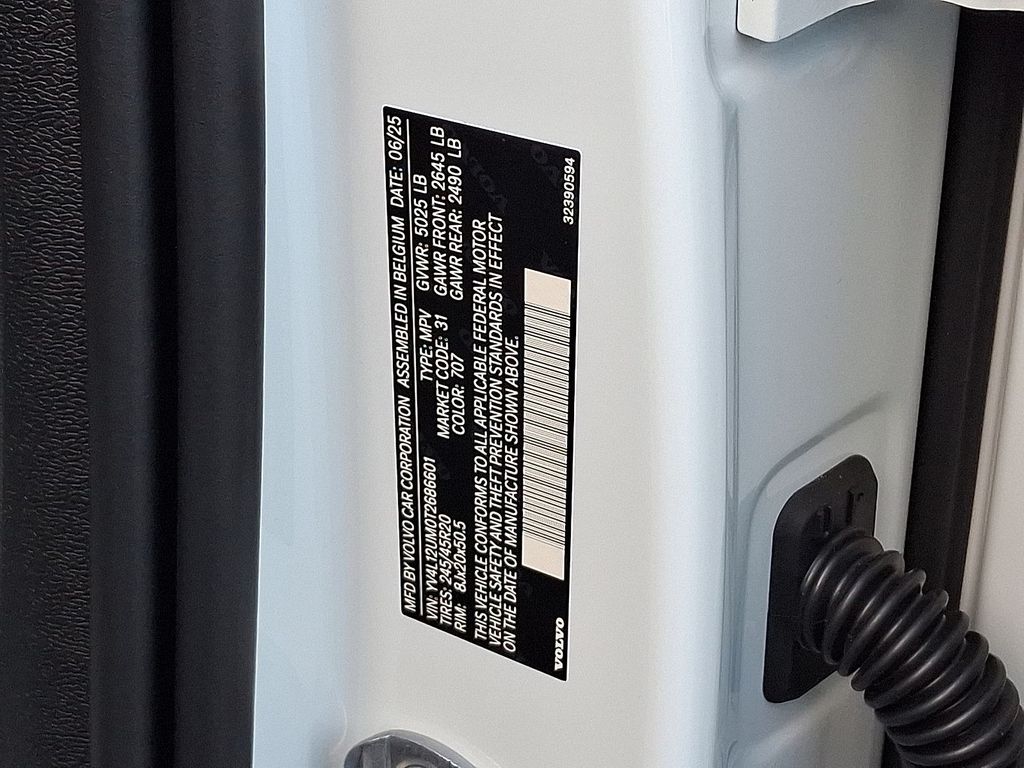 MFD BY VOLVO CAR CORPORATION ASSEMBLED IN BELGIUM DATE: 06/25
VIN: YV4L12UM0T2686601 TYPE: MPV GVWR: 5025 LB
TIRES: 245/45R20 MARKET CODE: 31 GAWR FRONT: 2645 LB
RIM: 8Jx20x50.5 COLOR: 707 GAWR REAR: 2490 LB
THIS VEHICLE CONFORMS TO ALL APPLICABLE FEDERAL MOTOR
VEHICLE SAFETY AND THEFT PREVENTION STANDARDS IN EFFECT
ON THE DATE OF MANUFACTURE SHOWN ABOVE.
VOLVO 32390594